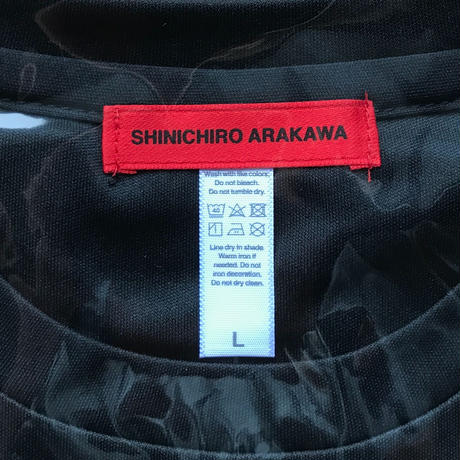 SHINICHIRO ARAKAWA
Wash with like colors.
Do not bleach.
Do not tumble dry.
40
Line dry in shade.
Warm iron if
needed. Do not
iron decoration.
Do not dry clean.
L